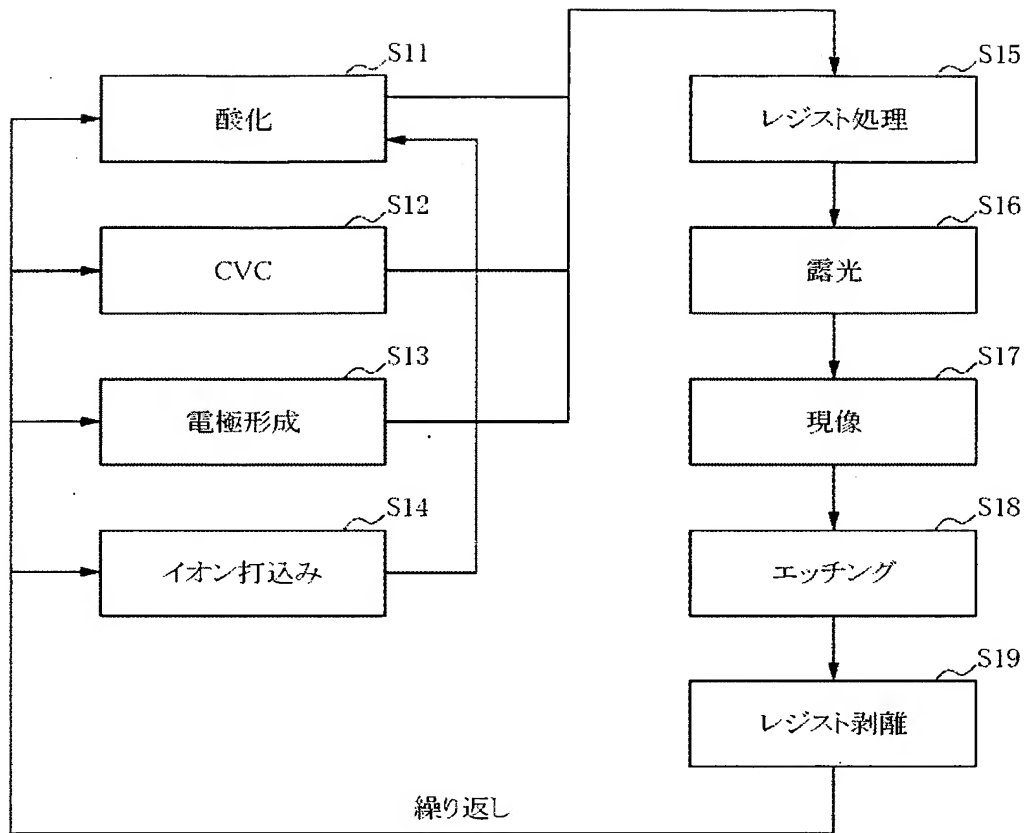 S11
酸化
S12
CVC
S13
電極形成
S14
イオン打込み
S15
レジスト処理
S16
露光
S17
現像
S18
エッチング
S19
レジスト剥離
繰り返し